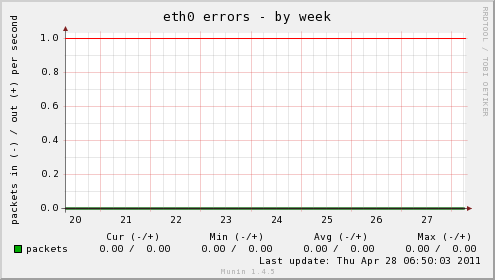 eth0 errors - by week
RRDTOOL / TOBI OETIKER
packets in (-) / out (+) per second
1.0
0.8
0.6
0.4
0.2
0.0
20 21 22 23 24 25 26 27
Cur (-/+) Min (-/+) Avg (-/+) Max (-/+)
packets 0.00 / 0.00 0.00 / 0.00 0.00 / 0.00 0.00 / 0.00
Last update: Thu Apr 28 06:50:03 2011
Munin 1.4.5